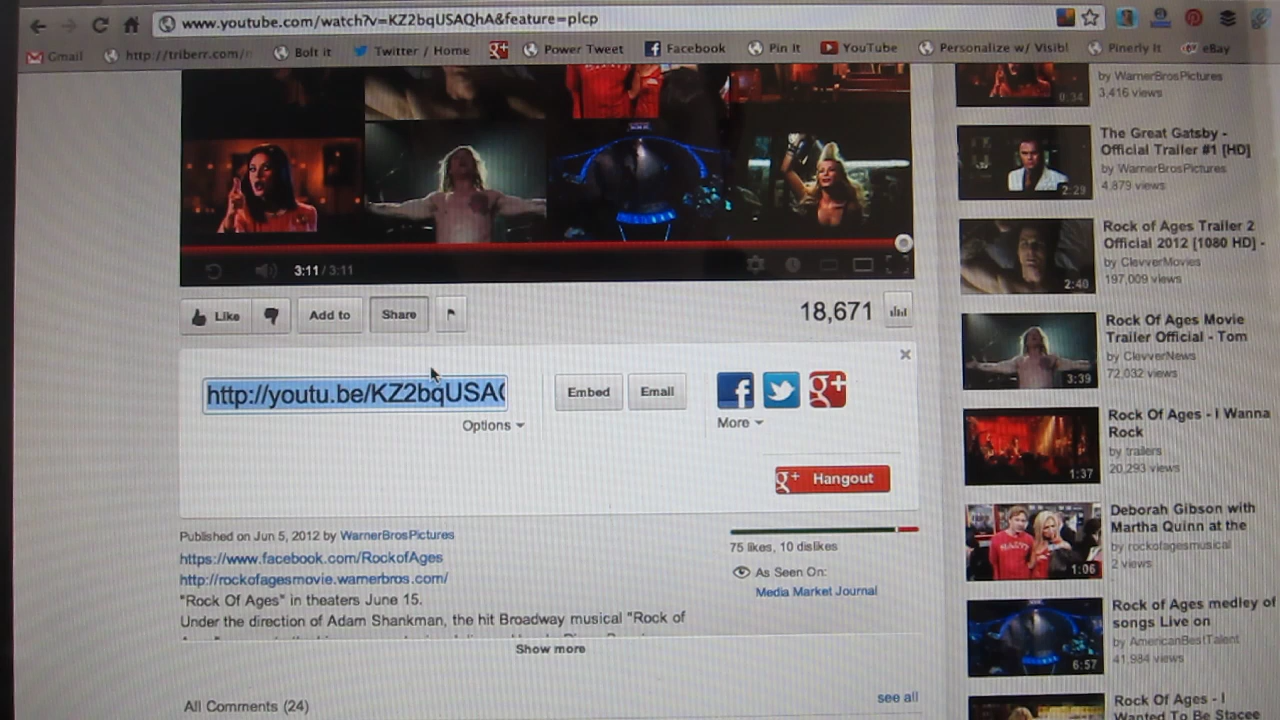 www.youtube.com/watch?v=KZ2bqUSAQhA&feature=plcp
Gmail
http://triberr.com/
Bolt it
Twitter / Home
g+
Power Tweet
Facebook
Pin It
YouTube
Personalize w/ Visibl
Pinerly It
eBay
3:11 / 3:11
Like
Add to
Share
18,671
http://youtu.be/KZ2bqUSAQ
Embed
Email
Options
More
g+ Hangout
Published on Jun 5, 2012 by WarnerBrosPictures
https://www.facebook.com/RockofAges
http://rockofagesmovie.warnerbros.com/
"Rock Of Ages" in theaters June 15.
Under the direction of Adam Shankman, the hit Broadway musical "Rock of
Show more
75 likes, 10 dislikes
As Seen On:
Media Market Journal
All Comments (24)
see all
0:34
by WarnerBrosPictures
3,416 views
2:29
The Great Gatsby -
Official Trailer #1 [HD]
by WarnerBrosPictures
4,879 views
2:40
Rock of Ages Trailer 2
Official 2012 [1080 HD] -
by ClevverMovies
197,009 views
3:39
Rock Of Ages Movie
Trailer Official - Tom
by ClevverNews
72,032 views
1:37
Rock Of Ages - I Wanna
Rock
by trailers
20,293 views
1:06
Deborah Gibson with
Martha Quinn at the
by rockofagesmusical
2 views
6:57
Rock of Ages medley of
songs Live on
by AmericanBestTalent
41,984 views
Rock Of Ages - I
Wanted To Be Stacee